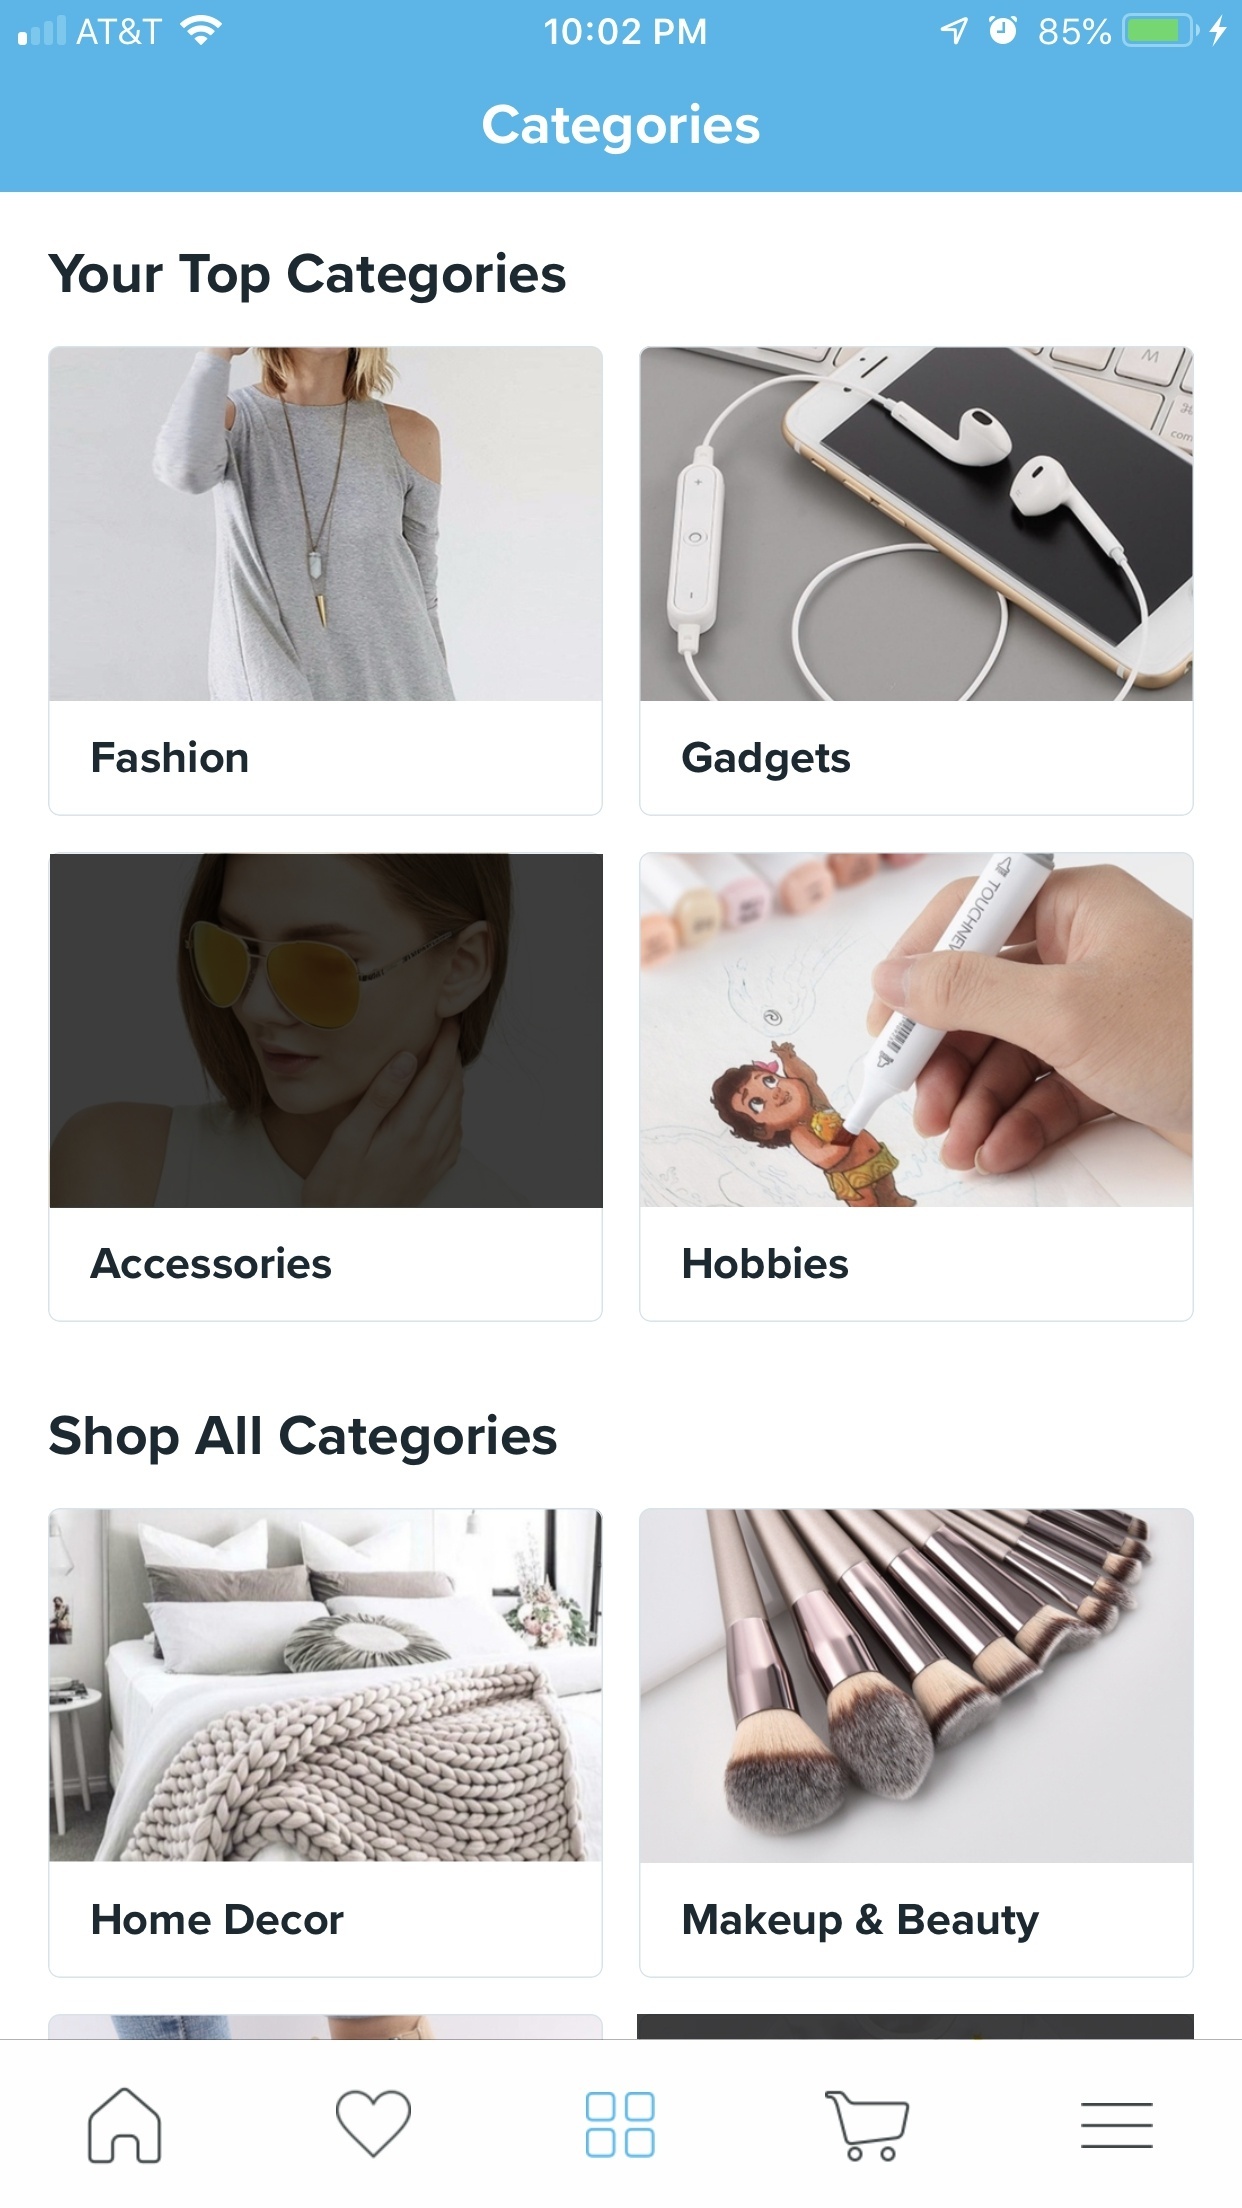 AT&T 10:02 PM 85%
Categories
Your Top Categories
M
com
Fashion
Gadgets
TOUCHNEW
Accessories
Hobbies
Shop All Categories
Home Decor
Makeup & Beauty